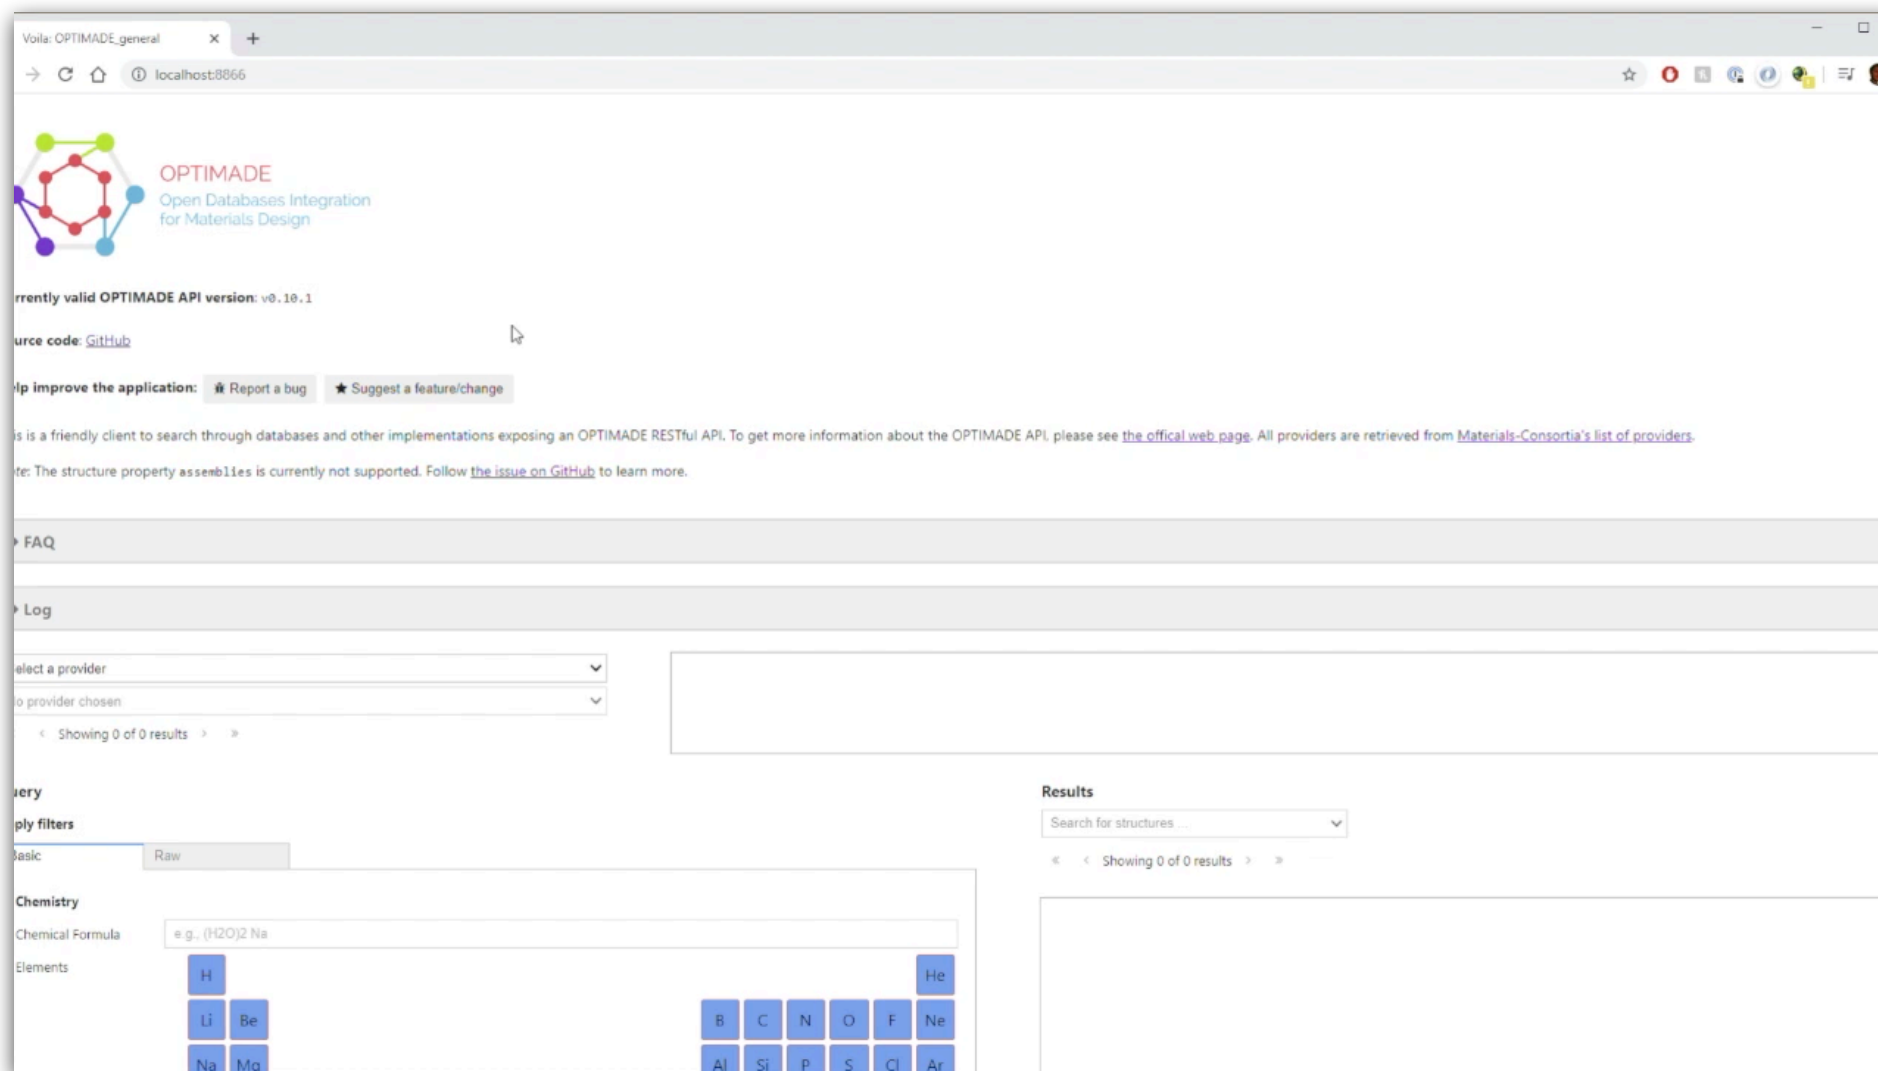 Voila: OPTIMADE_general
localhost:8866
OPTIMADE
Open Databases Integration
for Materials Design
rrently valid OPTIMADE API version: v0.10.1
urce code: GitHub
lp improve the application: Report a bug Suggest a feature/change
is is a friendly client to search through databases and other implementations exposing an OPTIMADE RESTful API. To get more information about the OPTIMADE API, please see the offical web page. All providers are retrieved from Materials-Consortia's list of providers.
te: The structure property assemblies is currently not supported. Follow the issue on GitHub to learn more.
FAQ
Log
elect a provider
o provider chosen
‹ Showing 0 of 0 results › »
uery
ply filters
Basic Raw
Chemistry
Chemical Formula e.g., (H2O)2 Na
Elements
H He
Li Be B C N O F Ne
Na Mg Al Si P S Cl Ar
Results
Search for structures ...
« ‹ Showing 0 of 0 results › »